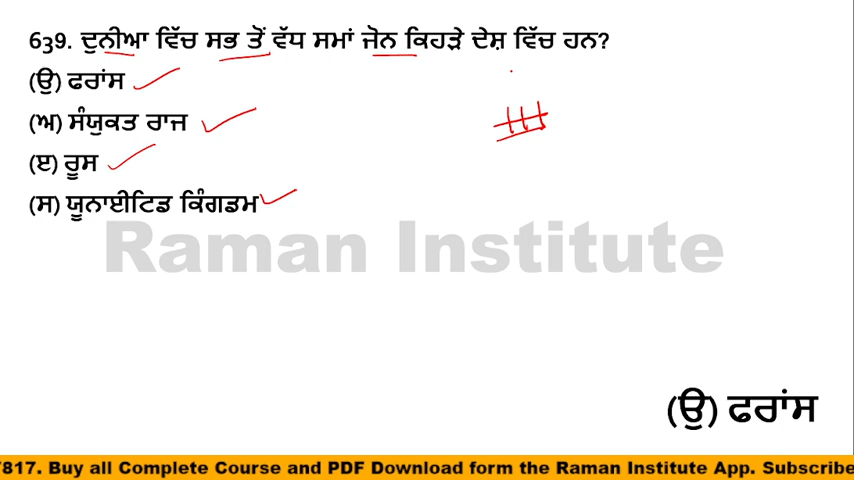 639. ਦੁਨੀਆ ਵਿੱਚ ਸਭ ਤੋਂ ਵੱਧ ਸਮਾਂ ਜੋਨ ਕਿਹੜੇ ਦੇਸ਼ ਵਿੱਚ ਹਨ?
(ਉ) ਫਰਾਂਸ
(ਅ) ਸੰਯੁਕਤ ਰਾਜ
(ੲ) ਰੂਸ
(ਸ) ਯੂਨਾਈਟਿਡ ਕਿੰਗਡਮ
Raman Institute
(ਉ) ਫਰਾਂਸ
7817. Buy all Complete Course and PDF Download form the Raman Institute App. Subscribe